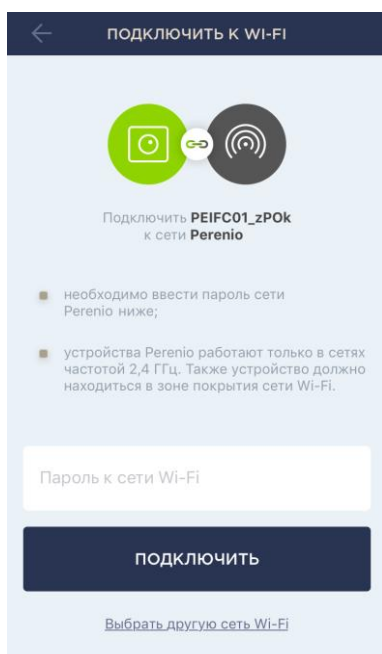 ПОДКЛЮЧИТЬ К WI-FI
Подключить PEIFC01_zPOk
к сети Perenio
необходимо ввести пароль сети
Perenio ниже;
устройства Perenio работают только в сетях
частотой 2,4 ГГц. Также устройство должно
находиться в зоне покрытия сети Wi-Fi.
Пароль к сети Wi-Fi
ПОДКЛЮЧИТЬ
Выбрать другую сеть Wi-Fi